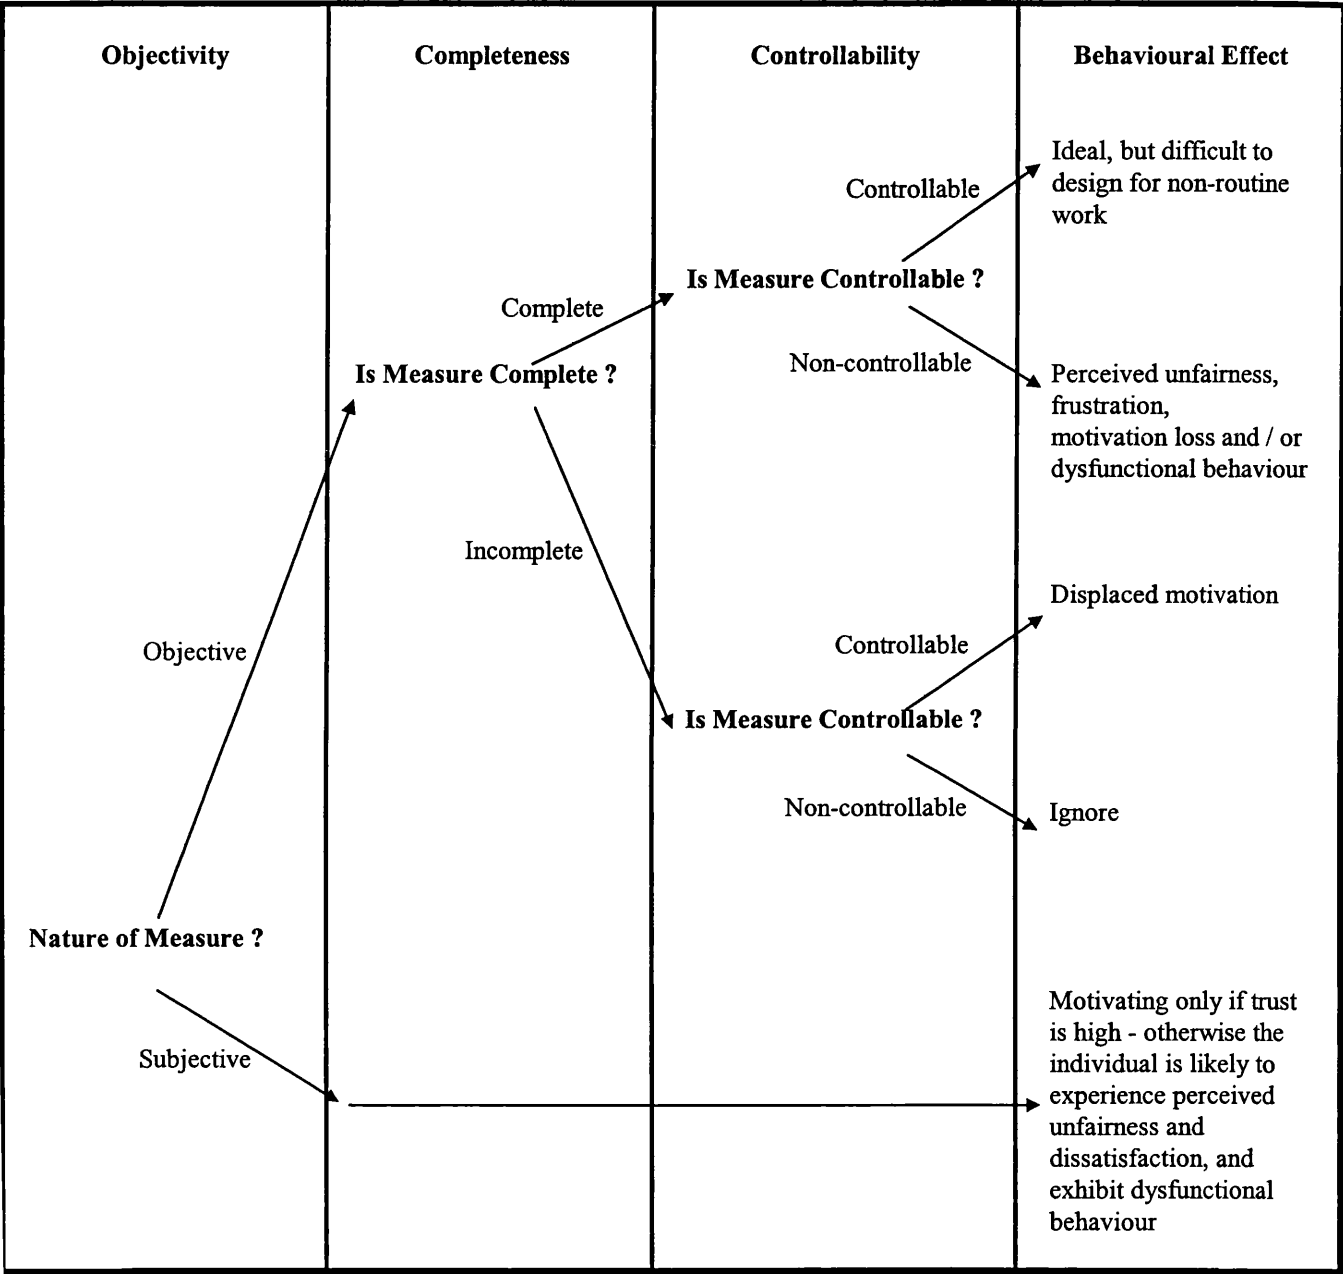 Objectivity
Completeness
Controllability
Behavioural Effect
Ideal, but difficult to
design for non-routine
work
Controllable
Is Measure Controllable ?
Complete
Non-controllable
Is Measure Complete ?
Perceived unfairness,
frustration,
motivation loss and / or
dysfunctional behaviour
Incomplete
Displaced motivation
Objective
Controllable
Is Measure Controllable ?
Non-controllable
Ignore
Nature of Measure ?
Subjective
Motivating only if trust
is high - otherwise the
individual is likely to
experience perceived
unfairness and
dissatisfaction, and
exhibit dysfunctional
behaviour